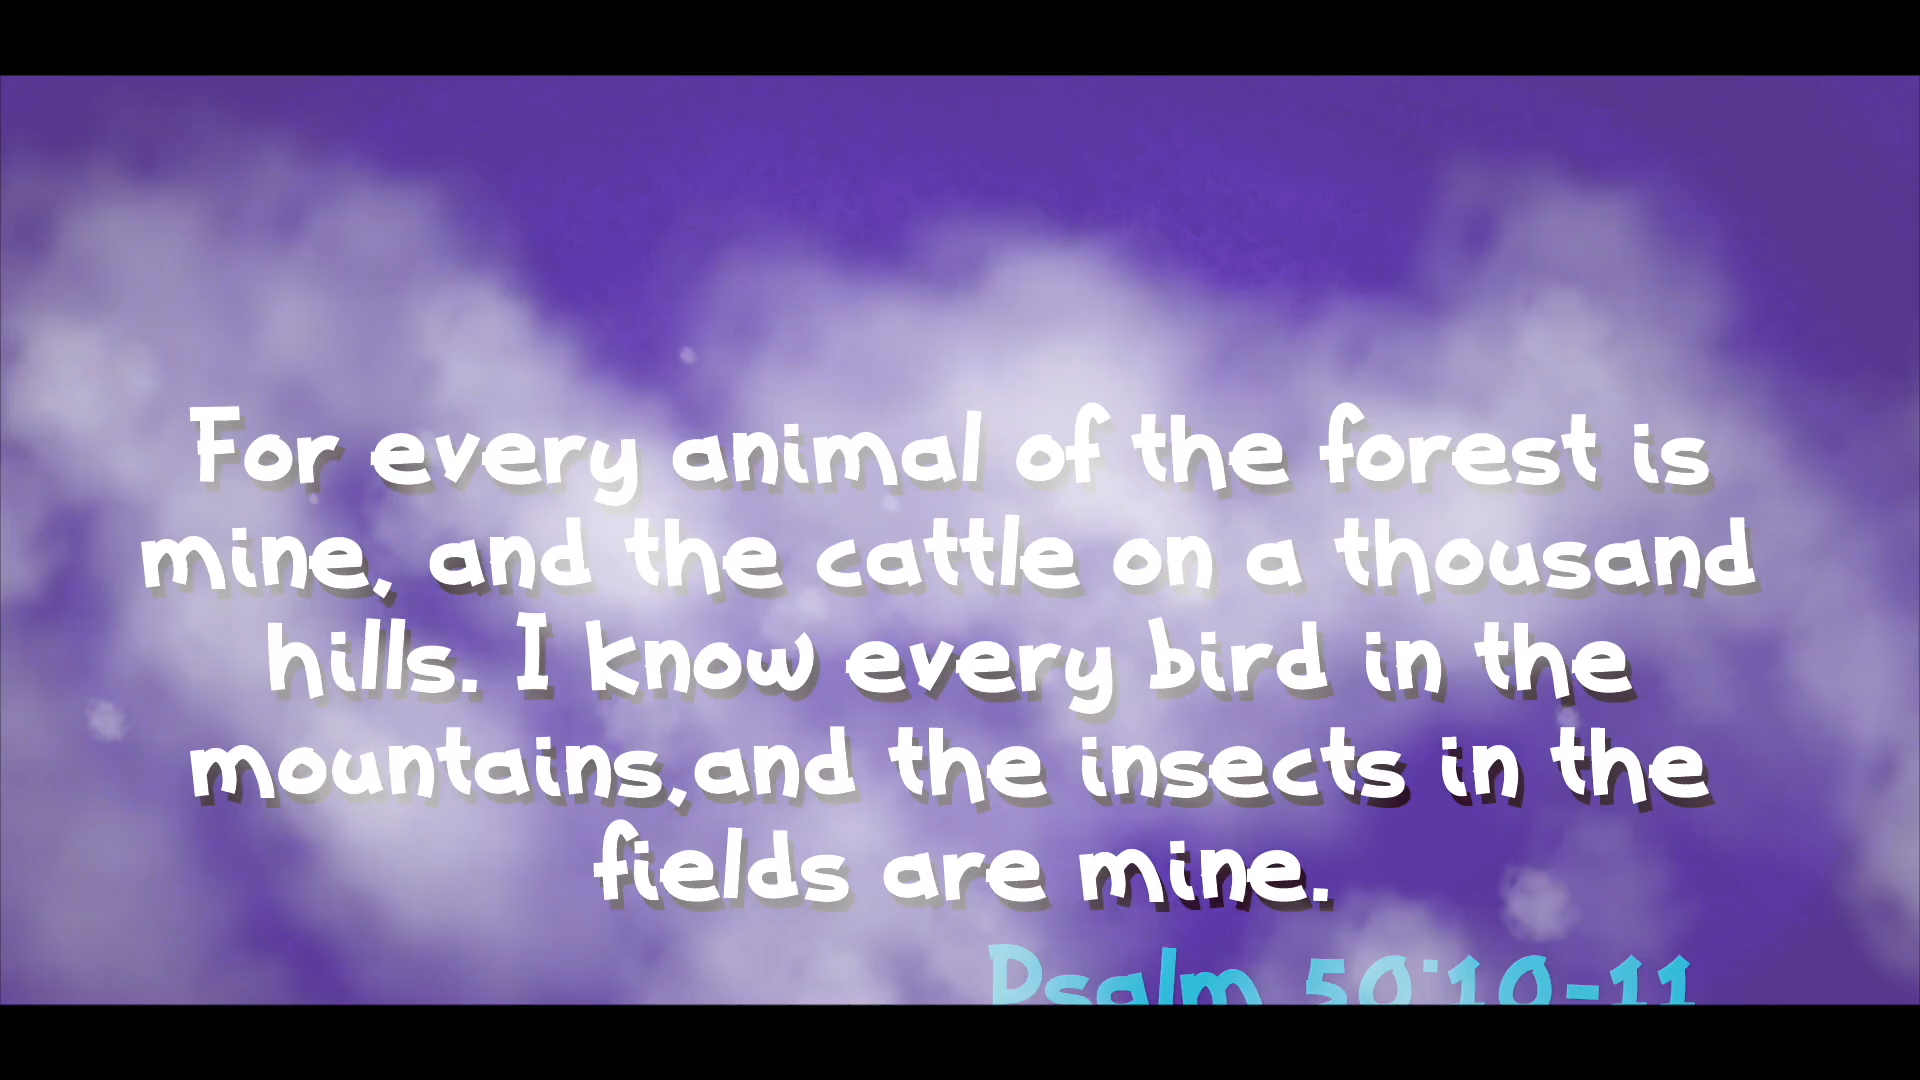 For every animal of the forest is
mine, and the cattle on a thousand
hills. I know every bird in the
mountains,and the insects in the
fields are mine.
Psalm 50:10-11